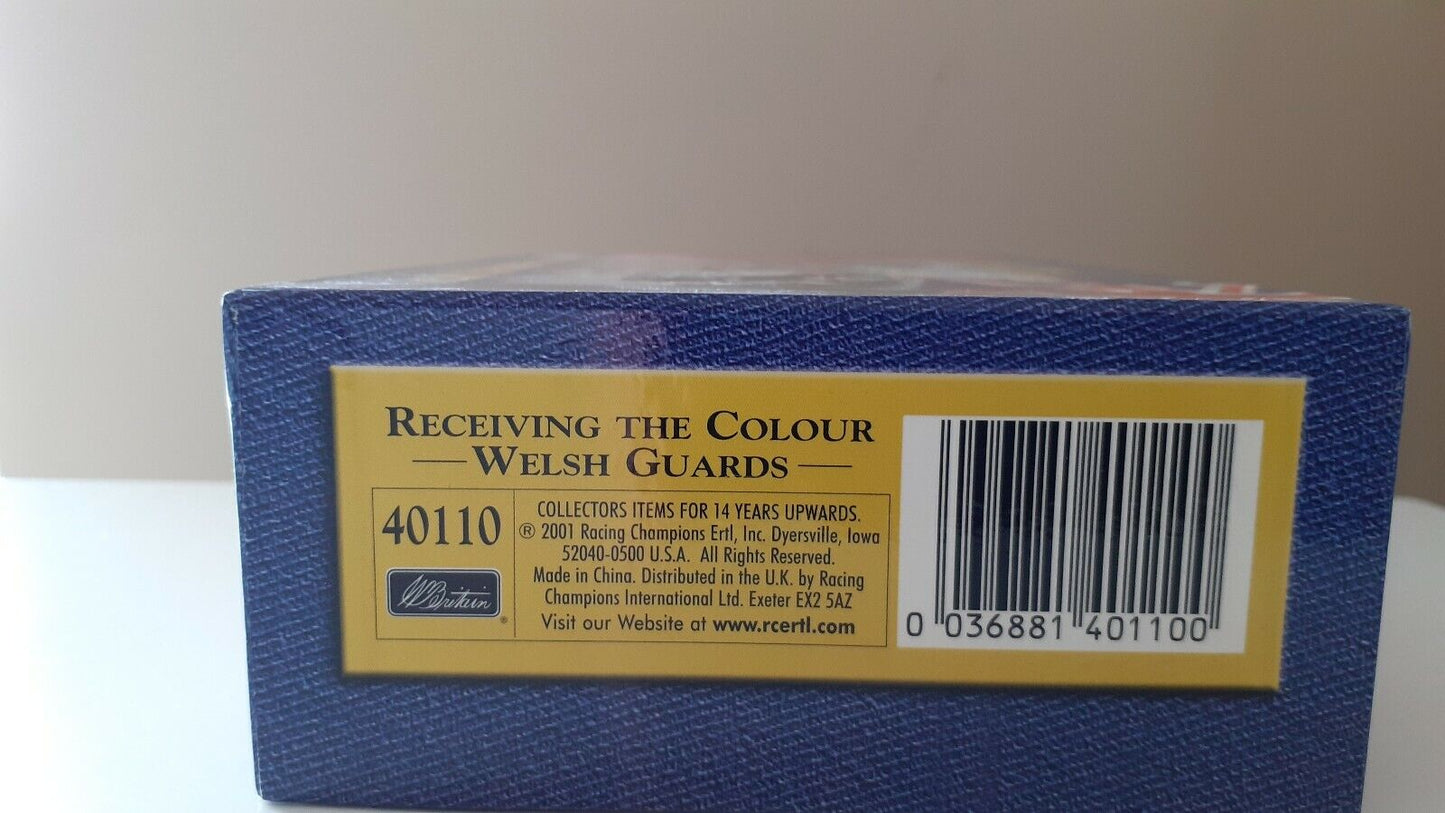 RECEIVING THE COLOUR
WELSH GUARDS
40110
W Britain
®
COLLECTORS ITEMS FOR 14 YEARS UPWARDS.
® 2001 Racing Champions Ertl, Inc. Dyersville, Iowa
52040-0500 U.S.A. All Rights Reserved.
Made in China. Distributed in the U.K. by Racing
Champions International Ltd. Exeter EX2 5AZ
Visit our Website at www.rcertl.com
0 036881 401100